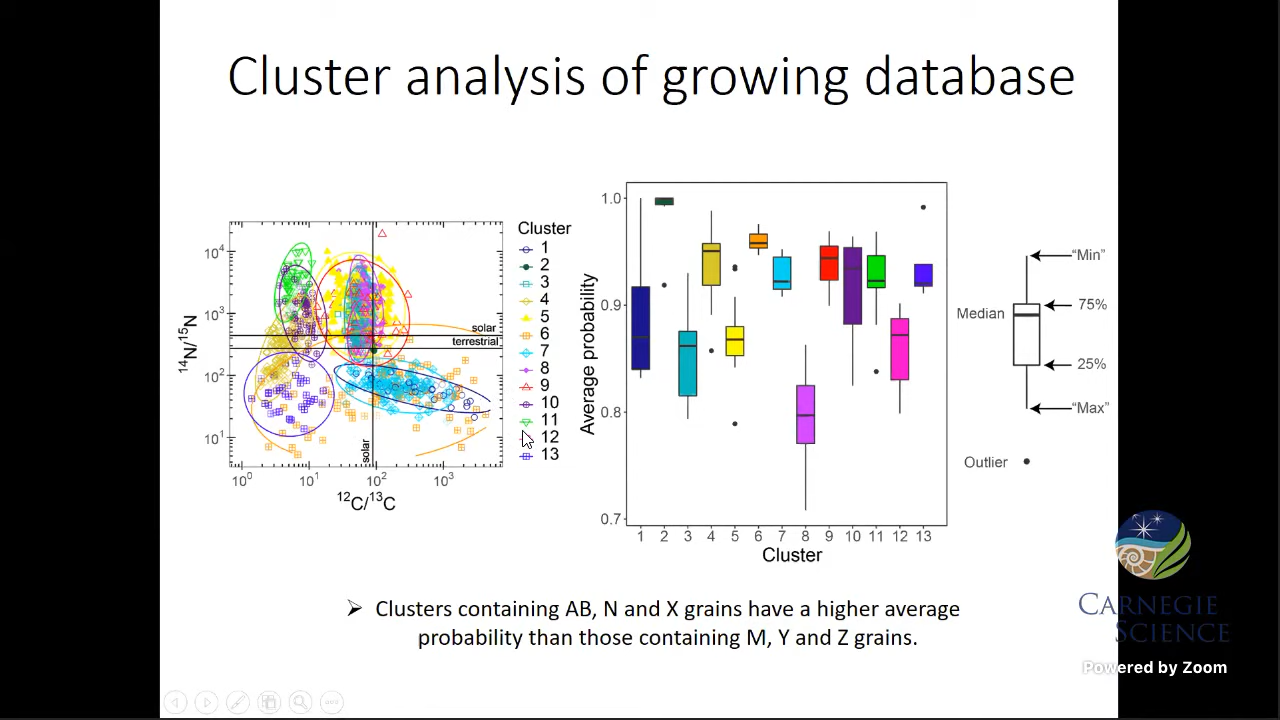 Cluster analysis of growing database
Cluster
1
2
3
4
5
6
7
8
9
10
11
12
13
10⁴
10³
10²
10¹
¹⁴N/¹⁵N
solar
terrestrial
solar
10⁰ 10¹ 10² 10³
¹²C/¹³C
1.0
0.9
0.8
0.7
Average probability
1 2 3 4 5 6 7 8 9 10 11 12 13
Cluster
“Min”
75%
Median
25%
“Max”
Outlier
➢ Clusters containing AB, N and X grains have a higher average
probability than those containing M, Y and Z grains.
CARNEGIE
SCIENCE
Powered by Zoom